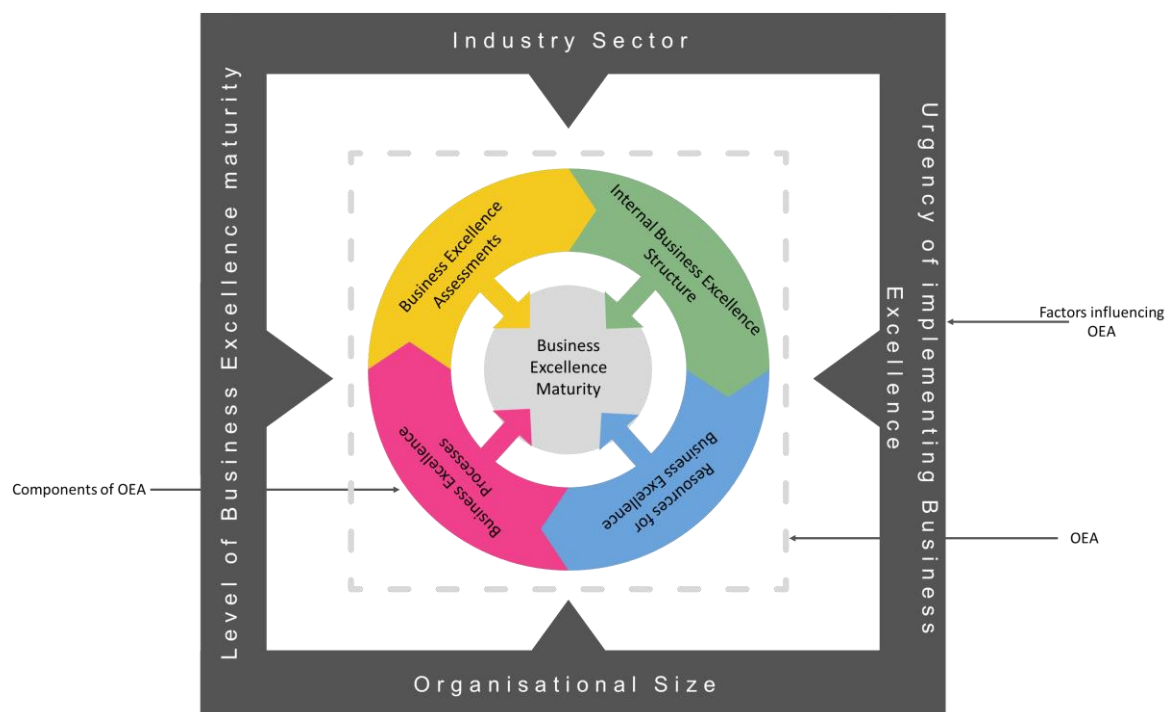 Industry Sector
Level of Business Excellence maturity
Business Excellence
Assessments
Internal Business Excellence
Structure
Business
Excellence
Maturity
Business Excellence
Processes
Resources for
Business Excellence
Urgency of implementing Business
Excellence
Factors influencing
OEA
Components of OEA
OEA
Organisational Size